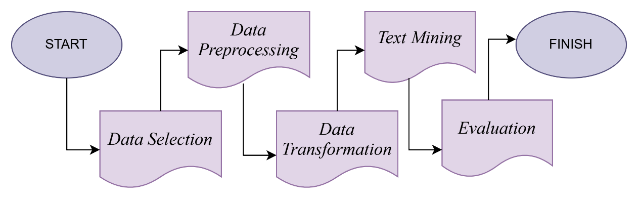 START
Data Selection
Data
Preprocessing
Data
Transformation
Text Mining
Evaluation
FINISH